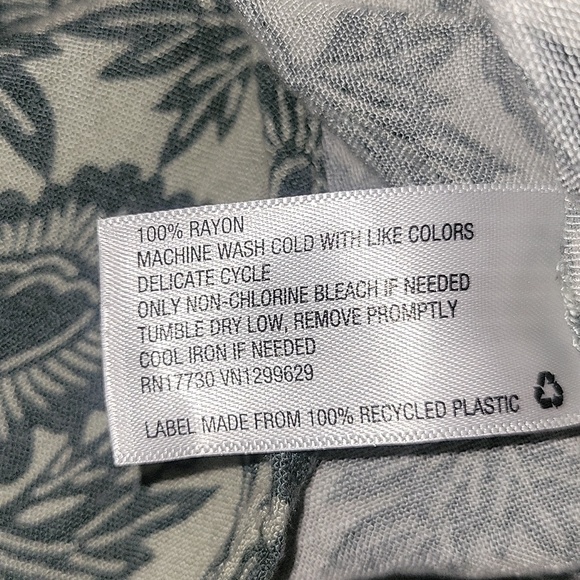 100% RAYON
MACHINE WASH COLD WITH LIKE COLORS
DELICATE CYCLE
ONLY NON-CHLORINE BLEACH IF NEEDED
TUMBLE DRY LOW, REMOVE PROMPTLY
COOL IRON IF NEEDED
RN17730 VN1299629
LABEL MADE FROM 100% RECYCLED PLASTIC